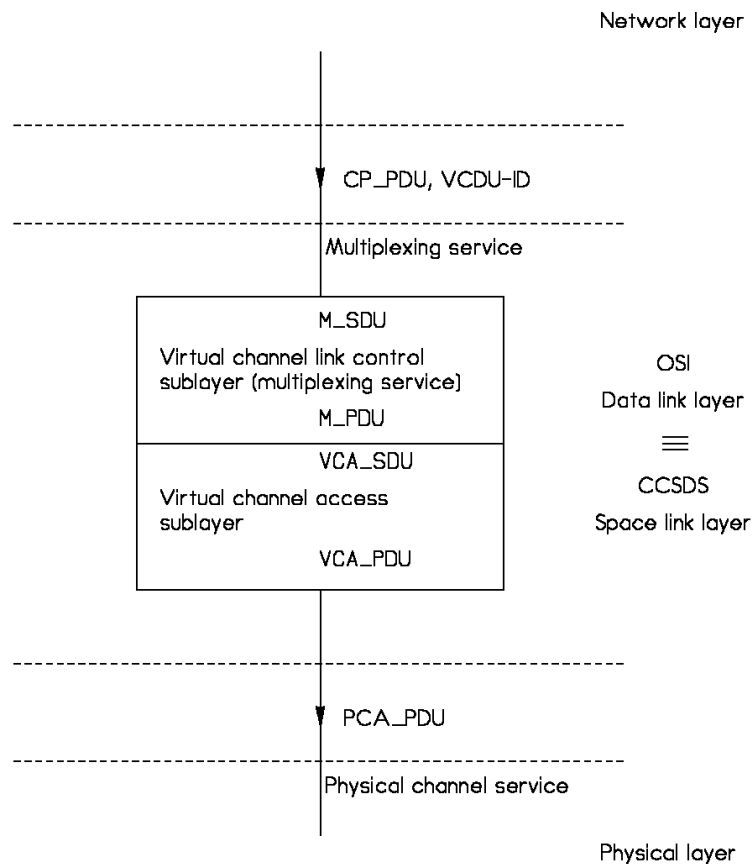 Network layer
CP_PDU, VCDU-ID
Multiplexing service
M_SDU
Virtual channel link control
sublayer (multiplexing service)
M_PDU
VCA_SDU
Virtual channel access
sublayer
VCA_PDU
OSI
Data link layer
≡
CCSDS
Space link layer
PCA_PDU
Physical channel service
Physical layer